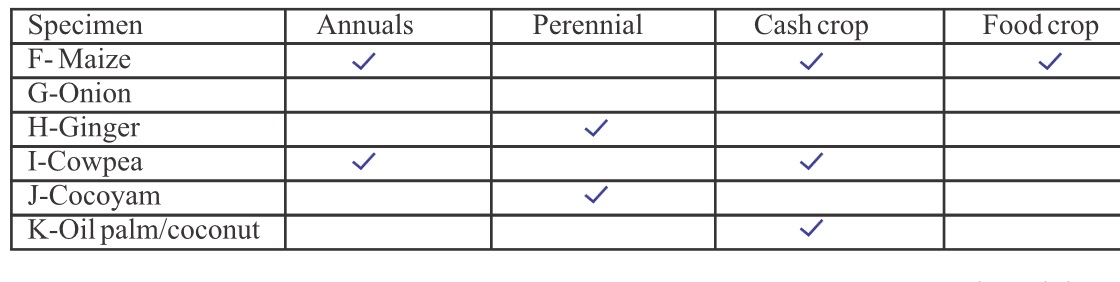 Specimen Annuals Perennial Cash crop Food crop
F- Maize ✓ ✓ ✓
G-Onion
H-Ginger ✓
I-Cowpea ✓ ✓
J-Cocoyam ✓
K-Oil palm/coconut ✓